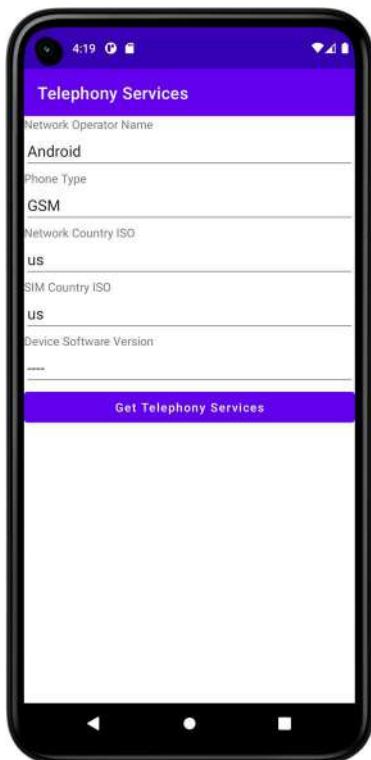 4:19
Telephony Services
Network Operator Name
Android
Phone Type
GSM
Network Country ISO
us
SIM Country ISO
us
Device Software Version
----
Get Telephony Services